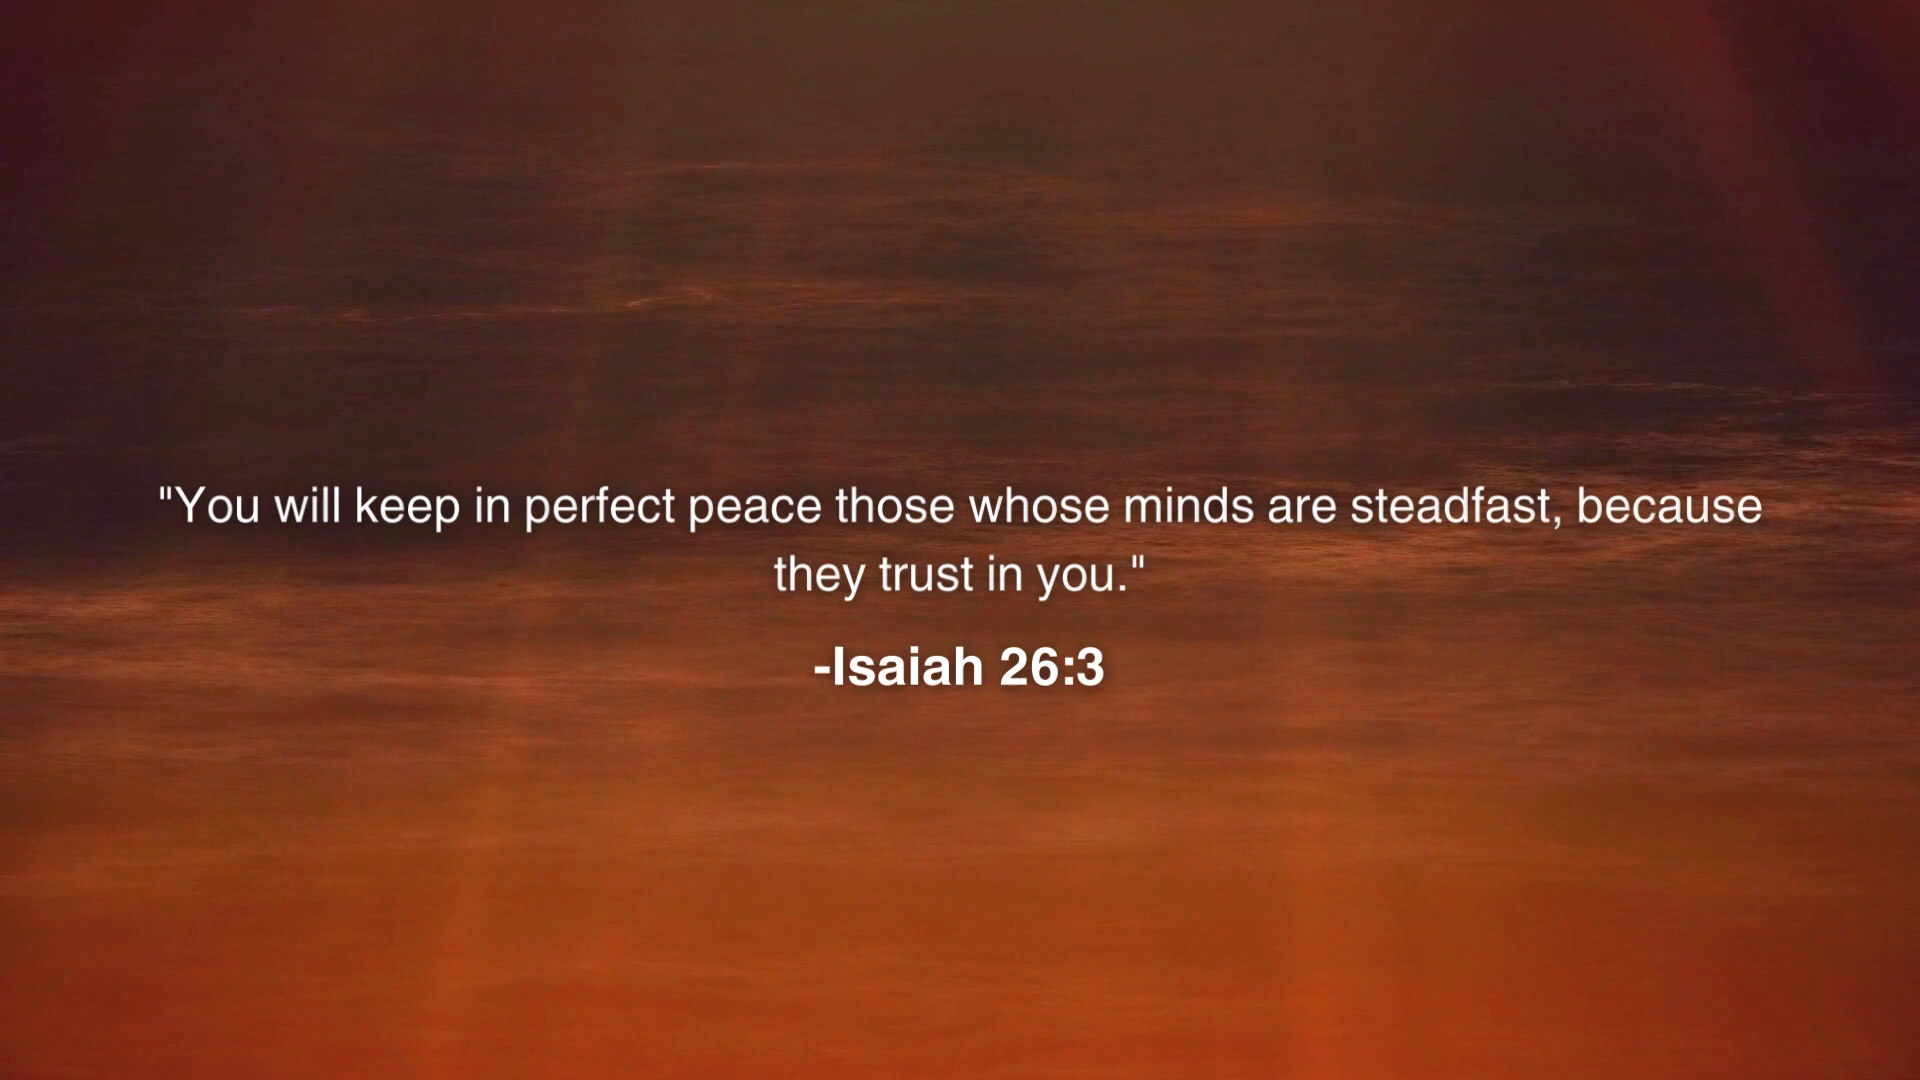 "You will keep in perfect peace those whose minds are steadfast, because
they trust in you."
-Isaiah 26:3